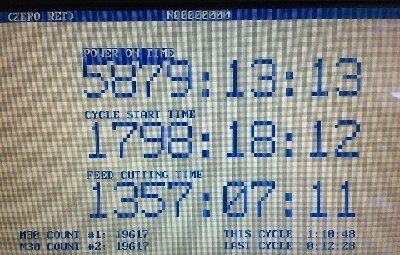 (ZERO RET) N00000000
POWER ON TIME
5879:13:13
CYCLE START TIME
1798:18:12
FEED CUTTING TIME
1357:07:11
M30 COUNT #1: 19617 THIS CYCLE 1:10:48
M30 COUNT #2: 19617 LAST CYCLE 0:12:28